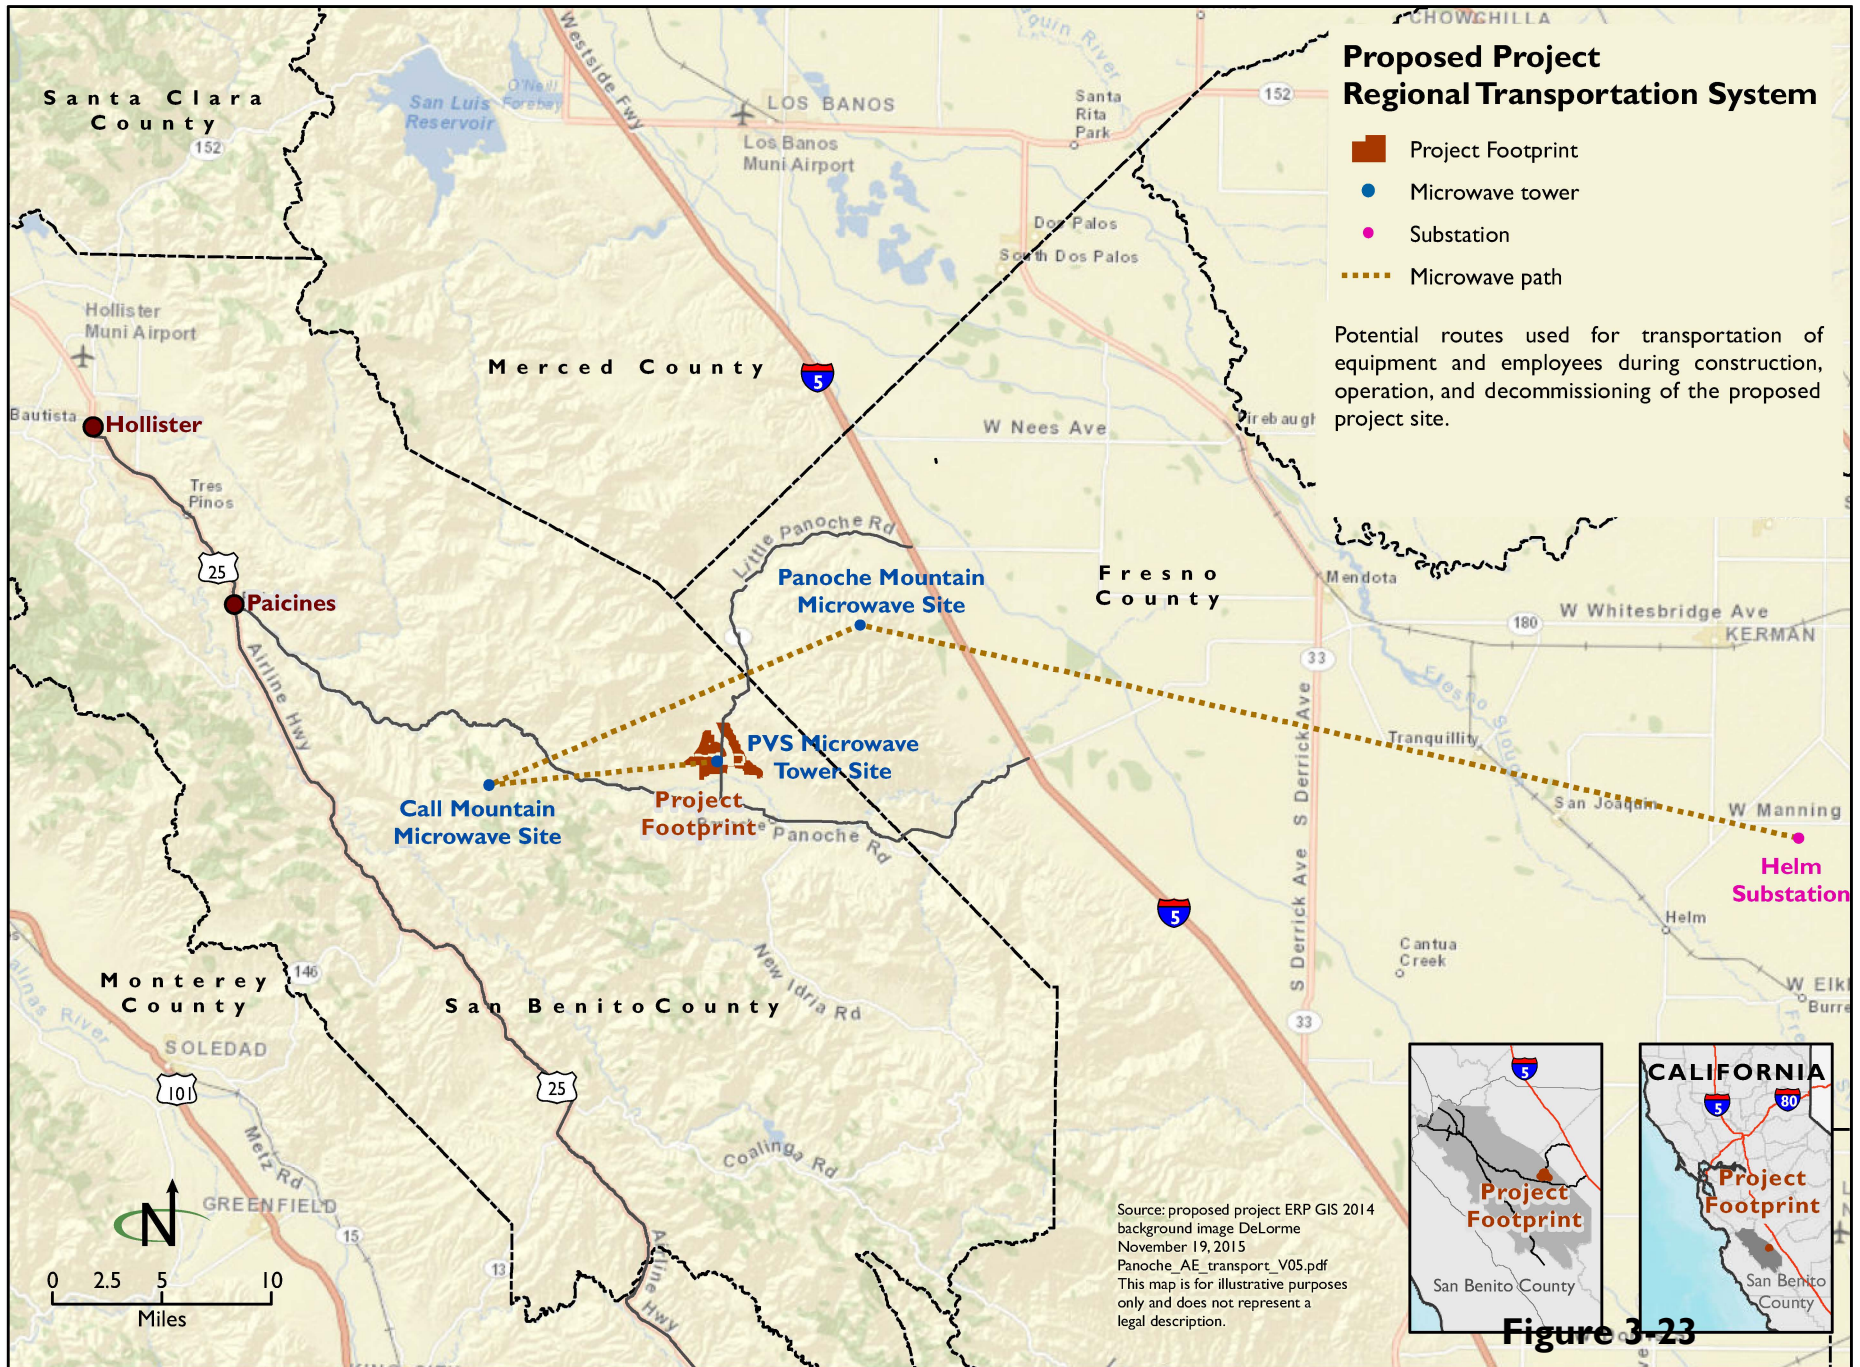 CHOWCHILLA
Proposed Project
Regional Transportation System
Project Footprint
Microwave tower
Substation
Microwave path
Potential routes used for transportation of
equipment and employees during construction,
operation, and decommissioning of the proposed
project site.
Santa Clara
County
152
San Luis
Reservoir
O'Neill
Forebay
Westside Fwy
LOS BANOS
Los Banos
Muni Airport
Santa
Rita
Park
152
Dos Palos
South Dos Palos
Hollister
Muni Airport
Merced County
5
Bautista
Hollister
W Nees Ave
Firebaugh
Tres
Pinos
25
Paicines
Little Panoche Rd
Panoche Mountain
Microwave Site
Fresno
County
Mendota
W Whitesbridge Ave
180
KERMAN
33
Airline Hwy
Fresno Slough
S Derrick Ave
Tranquillity
PVS Microwave
Tower Site
Call Mountain
Microwave Site
Project
Footprint
Panoche
Panoche Rd
San Joaquin
W Manning
Helm
Substation
5
S Derrick Ave
Helm
Cantua
Creek
New Idria Rd
Monterey
County
146
San Benito County
W Elk
Burre
33
SOLEDAD
101
25
Metz Rd
Coalinga Rd
GREENFIELD
15
13
Airline Hwy
N
0 2.5 5 10
Miles
Source: proposed project ERP GIS 2014
background image DeLorme
November 19, 2015
Panoche_AE_transport_V05.pdf
This map is for illustrative purposes
only and does not represent a
legal description.
5
Project
Footprint
San Benito County
CALIFORNIA
5
80
Project
Footprint
San Benito
County
Figure 3-23